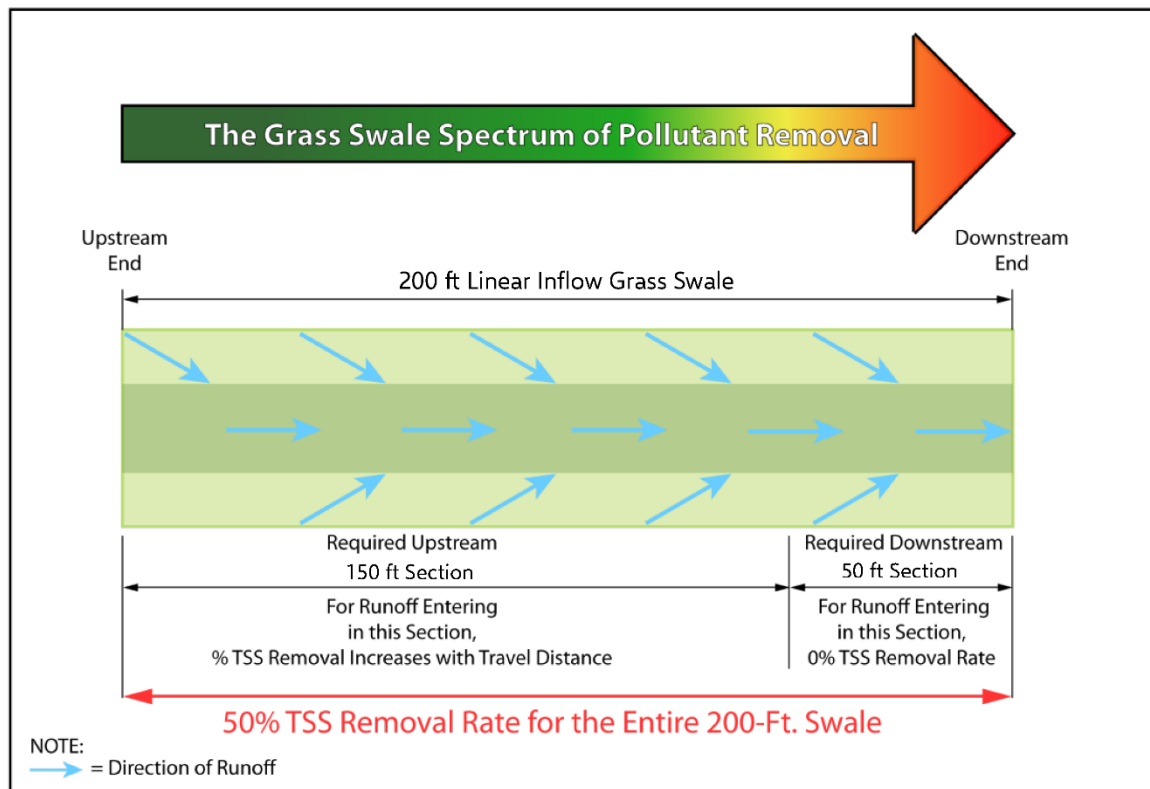 The Grass Swale Spectrum of Pollutant Removal
Upstream
End
Downstream
End
200 ft Linear Inflow Grass Swale
Required Upstream
150 ft Section
For Runoff Entering
in this Section,
% TSS Removal Increases with Travel Distance
Required Downstream
50 ft Section
For Runoff Entering
in this Section,
0% TSS Removal Rate
50% TSS Removal Rate for the Entire 200-Ft. Swale
NOTE:
= Direction of Runoff